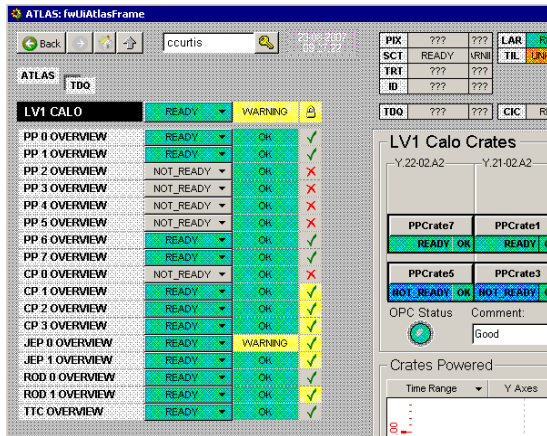 ATLAS: fwUiAtlasFrame
Back
ccurtis
ATLAS
TDQ
LV1 CALO READY WARNING
PP 0 OVERVIEW READY OK
PP 1 OVERVIEW READY OK
PP 2 OVERVIEW NOT_READY OK
PP 3 OVERVIEW NOT_READY OK
PP 4 OVERVIEW NOT_READY OK
PP 5 OVERVIEW NOT_READY OK
PP 6 OVERVIEW READY OK
PP 7 OVERVIEW READY OK
CP 0 OVERVIEW NOT_READY OK
CP 1 OVERVIEW READY OK
CP 2 OVERVIEW READY OK
CP 3 OVERVIEW READY OK
JEP 0 OVERVIEW READY WARNING
JEP 1 OVERVIEW READY OK
ROD 0 OVERVIEW READY OK
ROD 1 OVERVIEW READY OK
TTC OVERVIEW READY OK
PIX ??? ??? LAR
SCT READY TIL
TRT ??? ???
ID ??? ???
TDQ ??? ??? CIC
LV1 Calo Crates
Y.22-02.A2 Y.21-02.A2
PPCrate7 PPCrate1
READY OK READY
PPCrate5 PPCrate3
NOT_READY OK NOT_READY
OPC Status Comment:
Good
Crates Powered
Time Range Y Axes